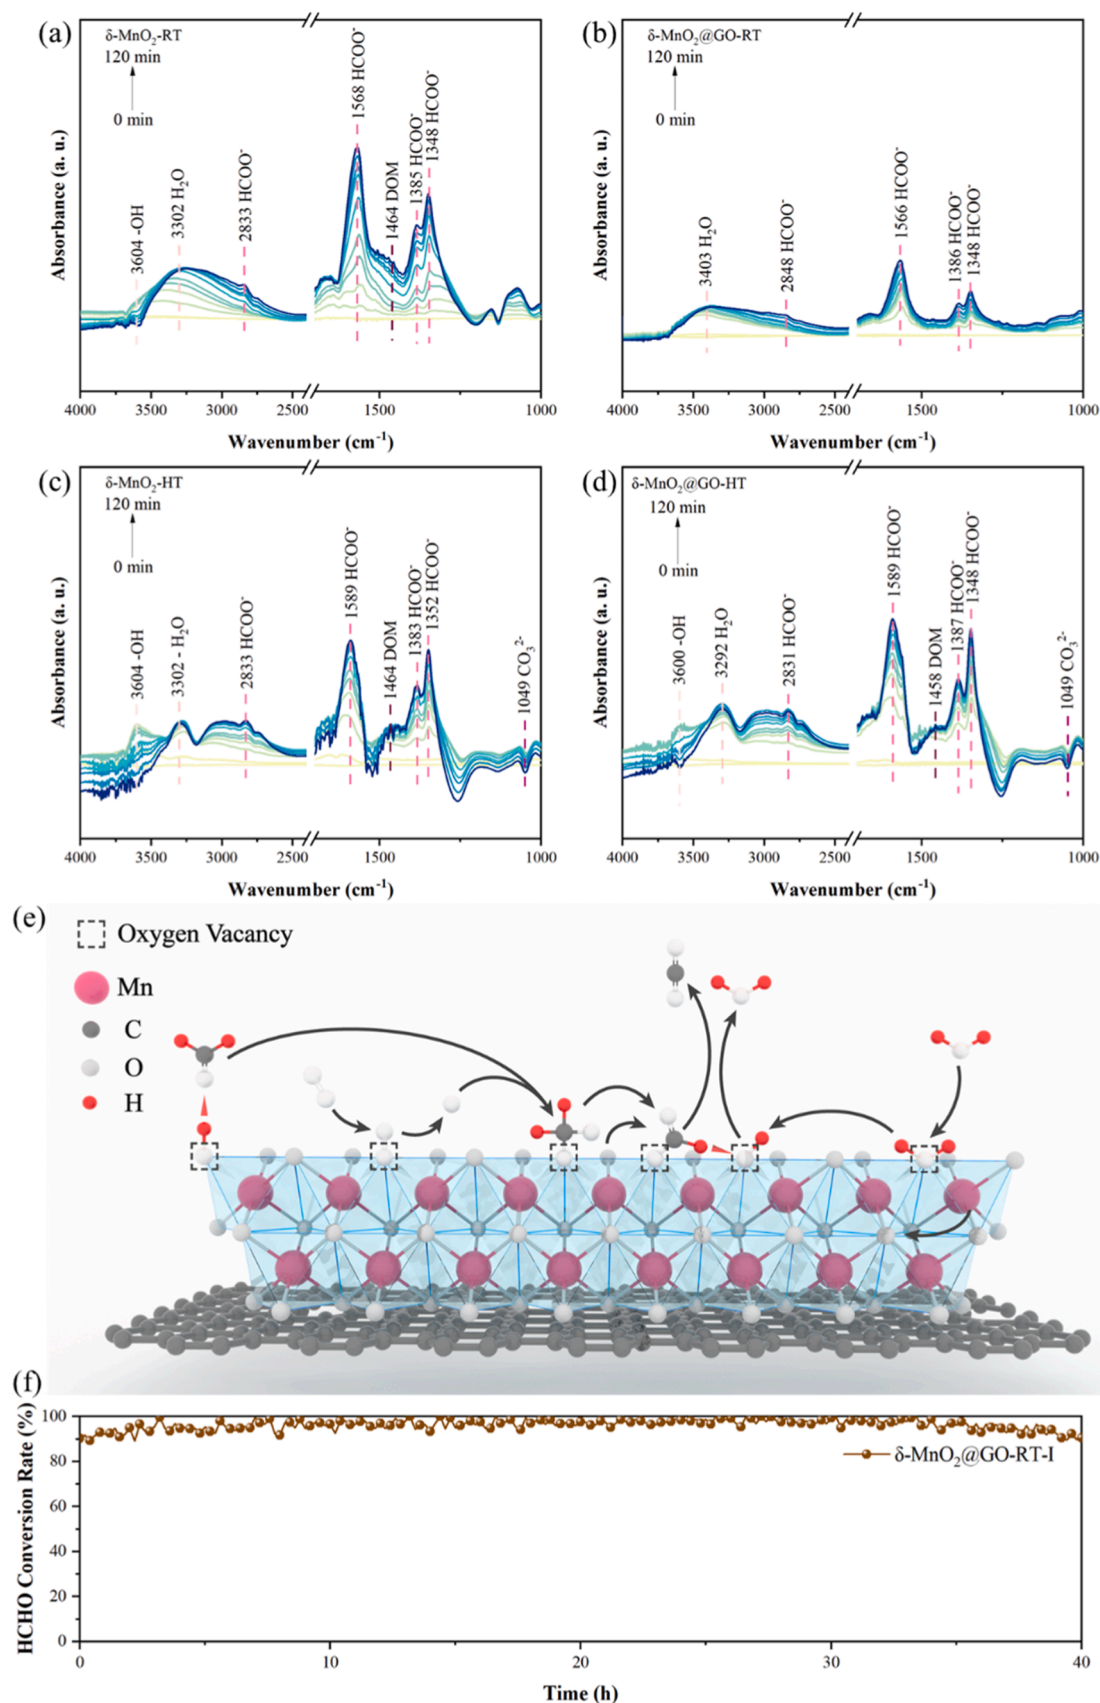 (a)
δ-MnO₂-RT
120 min
0 min
3604 -OH
3302 H₂O
2833 HCOO⁻
1568 HCOO⁻
1464 DOM
1385 HCOO⁻
1348 HCOO⁻
Absorbance (a. u.)
4000 3500 3000 2500 1500 1000
Wavenumber (cm⁻¹)
(b)
δ-MnO₂@GO-RT
120 min
0 min
3403 H₂O
2848 HCOO⁻
1566 HCOO⁻
1386 HCOO⁻
1348 HCOO⁻
Absorbance (a. u.)
4000 3500 3000 2500 1500 1000
Wavenumber (cm⁻¹)
(c)
δ-MnO₂-HT
120 min
0 min
3604 -OH
3302 - H₂O
2833 HCOO⁻
1589 HCOO⁻
1464 DOM
1383 HCOO⁻
1352 HCOO⁻
1049 CO₃²⁻
Absorbance (a. u.)
4000 3500 3000 2500 1500 1000
Wavenumber (cm⁻¹)
(d)
δ-MnO₂@GO-HT
120 min
0 min
3600 -OH
3292 H₂O
2831 HCOO⁻
1589 HCOO⁻
1458 DOM
1387 HCOO⁻
1348 HCOO⁻
1049 CO₃²⁻
Absorbance (a. u.)
4000 3500 3000 2500 1500 1000
Wavenumber (cm⁻¹)
(e)
Oxygen Vacancy
Mn
C
O
H
(f)
HCHO Conversion Rate (%)
100
80
60
40
20
0
δ-MnO₂@GO-RT-I
0 10 20 30 40
Time (h)